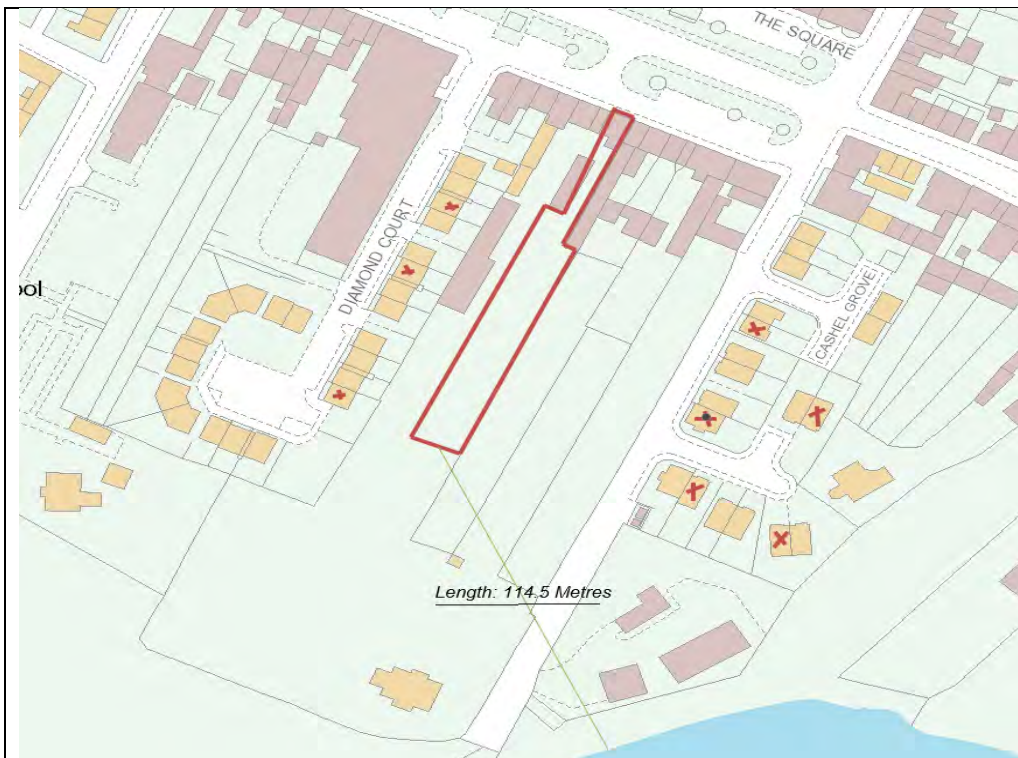 THE SQUARE
DIAMOND COURT
ool
CASHEL GROVE
Length: 114.5 Metres